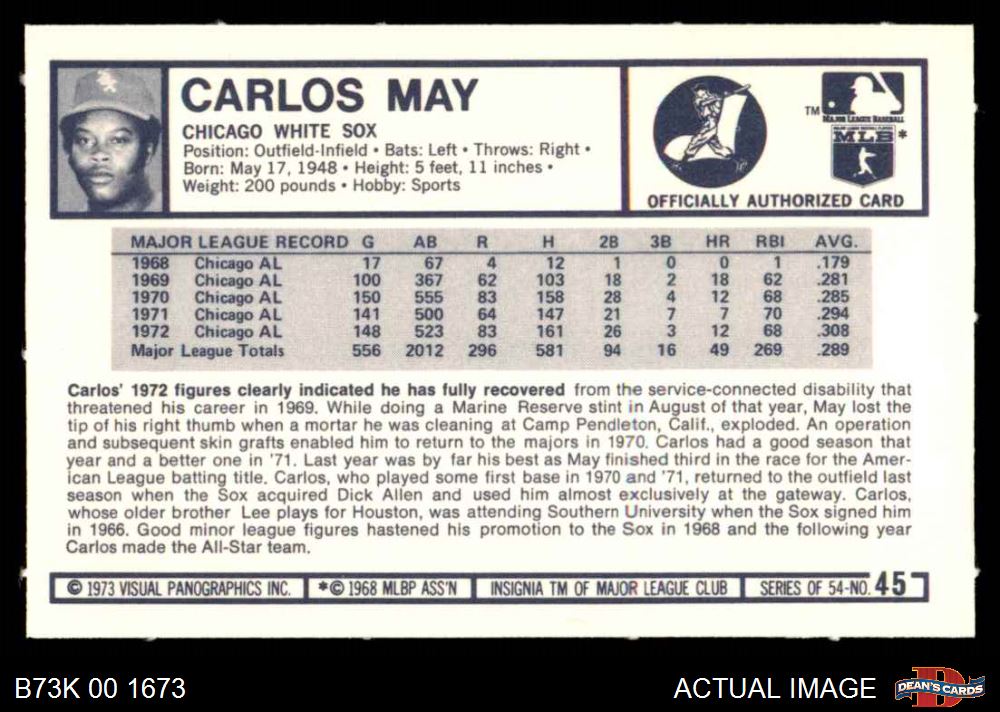 CARLOS MAY
CHICAGO WHITE SOX
Position: Outfield-Infield • Bats: Left • Throws: Right •
Born: May 17, 1948 • Height: 5 feet, 11 inches •
Weight: 200 pounds • Hobby: Sports
TM
MAJOR LEAGUE BASEBALL
MAJOR LEAGUE BASEBALL PLAYERS
MLB*
OFFICIALLY AUTHORIZED CARD
MAJOR LEAGUE RECORD G AB R H 2B 3B HR RBI AVG.
1968 Chicago AL 17 67 4 12 1 0 0 1 .179
1969 Chicago AL 100 367 62 103 18 2 18 62 .281
1970 Chicago AL 150 555 83 158 28 4 12 68 .285
1971 Chicago AL 141 500 64 147 21 7 7 70 .294
1972 Chicago AL 148 523 83 161 26 3 12 68 .308
Major League Totals 556 2012 296 581 94 16 49 269 .289
Carlos' 1972 figures clearly indicated he has fully recovered from the service-connected disability that
threatened his career in 1969. While doing a Marine Reserve stint in August of that year, May lost the
tip of his right thumb when a mortar he was cleaning at Camp Pendleton, Calif., exploded. An operation
and subsequent skin grafts enabled him to return to the majors in 1970. Carlos had a good season that
year and a better one in '71. Last year was by far his best as May finished third in the race for the Amer-
ican League batting title. Carlos, who played some first base in 1970 and '71, returned to the outfield last
season when the Sox acquired Dick Allen and used him almost exclusively at the gateway. Carlos,
whose older brother Lee plays for Houston, was attending Southern University when the Sox signed him
in 1966. Good minor league figures hastened his promotion to the Sox in 1968 and the following year
Carlos made the All-Star team.
© 1973 VISUAL PANOGRAPHICS INC. *© 1968 MLBP ASS'N INSIGNIA TM OF MAJOR LEAGUE CLUB SERIES OF 54-NO. 45
B73K 00 1673
ACTUAL IMAGE
D
DEAN'S CARDS